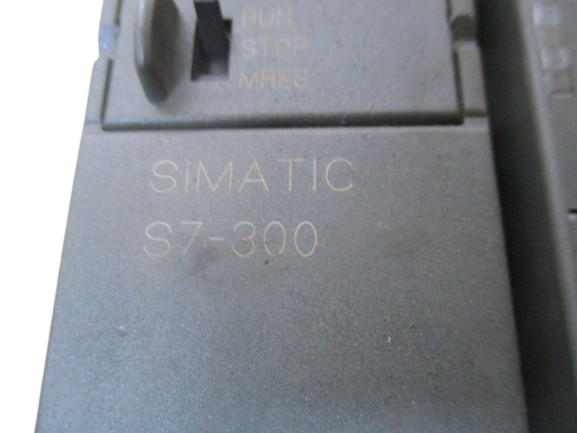 RUN
STOP
MRES
SIMATIC
S7-300